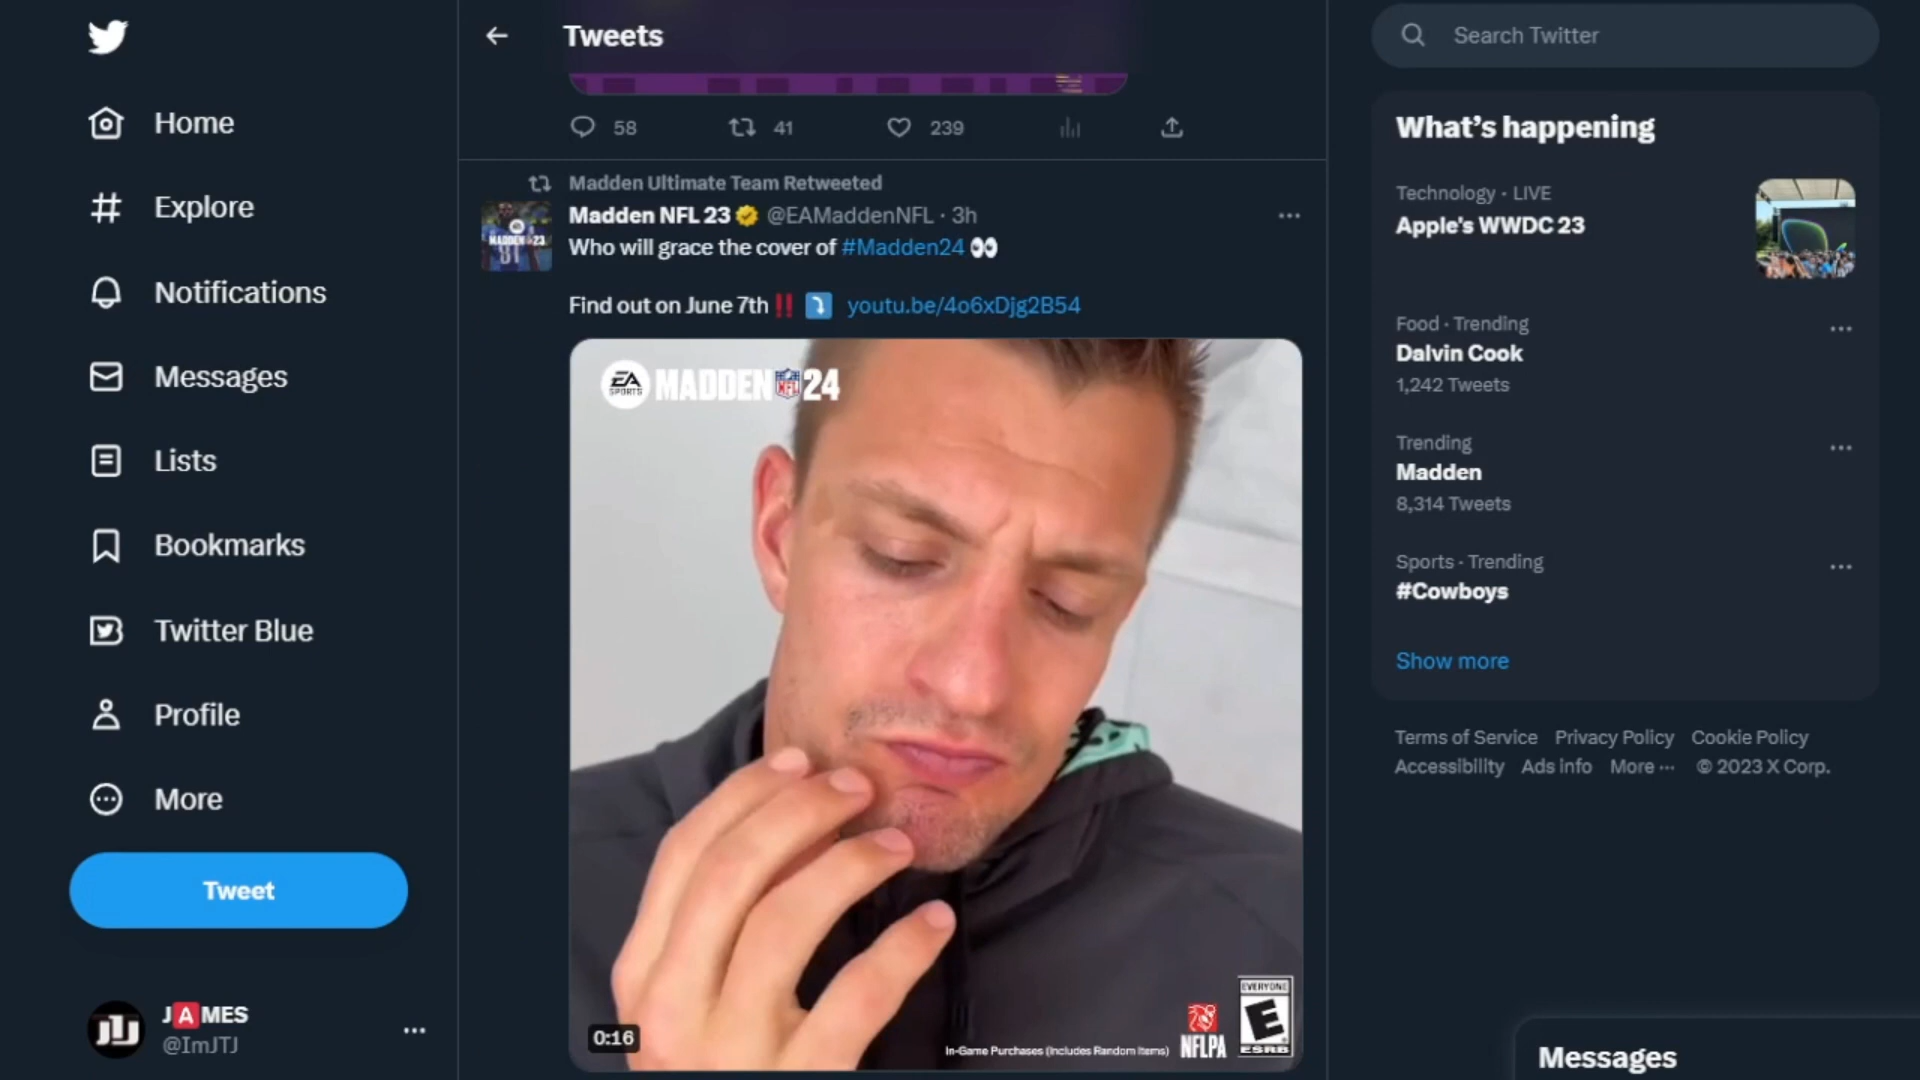 Home
Explore
Notifications
Messages
Lists
Bookmarks
Twitter Blue
Profile
More
Tweet
JAMES
@ImJTJ
Tweets
58 41 239
Madden Ultimate Team Retweeted
Madden NFL 23 @EAMaddenNFL · 3h
Who will grace the cover of #Madden24 👀
Find out on June 7th‼️ ⤵️ youtu.be/4o6xDjg2B54
MADDEN 23
EA SPORTS MADDEN NFL 24
0:16
In-Game Purchases (Includes Random Items)
NFLPA
EVERYONE
E
ESRB
Search Twitter
What's happening
Technology · LIVE
Apple's WWDC 23
Food · Trending
Dalvin Cook
1,242 Tweets
Trending
Madden
8,314 Tweets
Sports · Trending
#Cowboys
Show more
Terms of Service Privacy Policy Cookie Policy
Accessibility Ads info More ··· © 2023 X Corp.
Messages